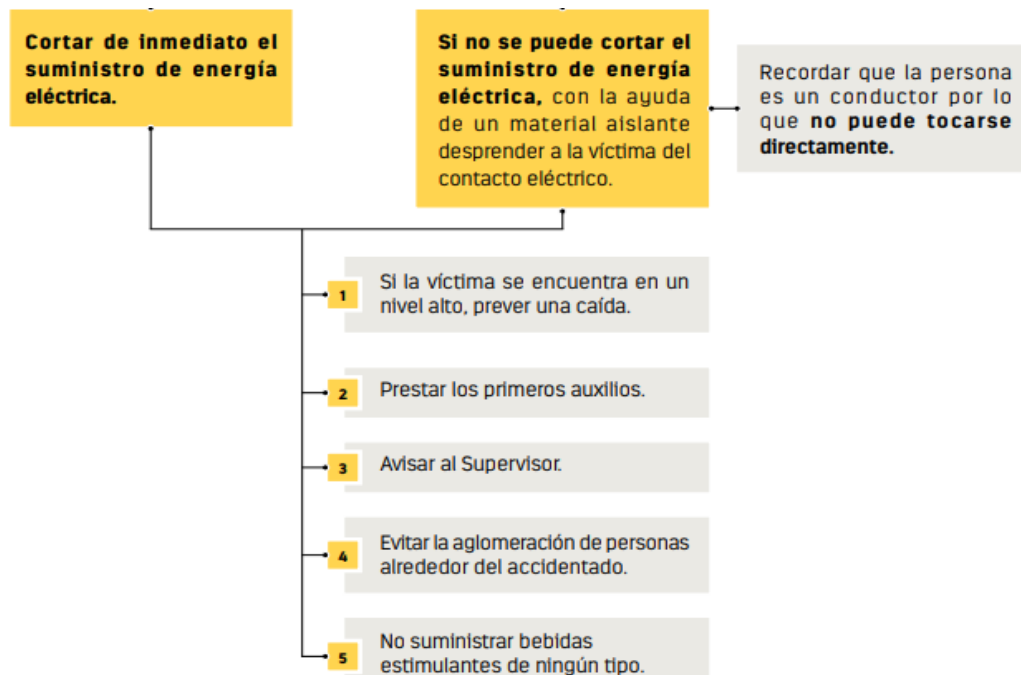 Cortar de inmediato el
suministro de energía
eléctrica.
Si no se puede cortar el
suministro de energía
eléctrica, con la ayuda
de un material aislante
desprender a la víctima del
contacto eléctrico.
Recordar que la persona
es un conductor por lo
que no puede tocarse
directamente.
1
Si la víctima se encuentra en un
nivel alto, prever una caída.
2
Prestar los primeros auxilios.
3
Avisar al Supervisor.
4
Evitar la aglomeración de personas
alrededor del accidentado.
5
No suministrar bebidas
estimulantes de ningún tipo.